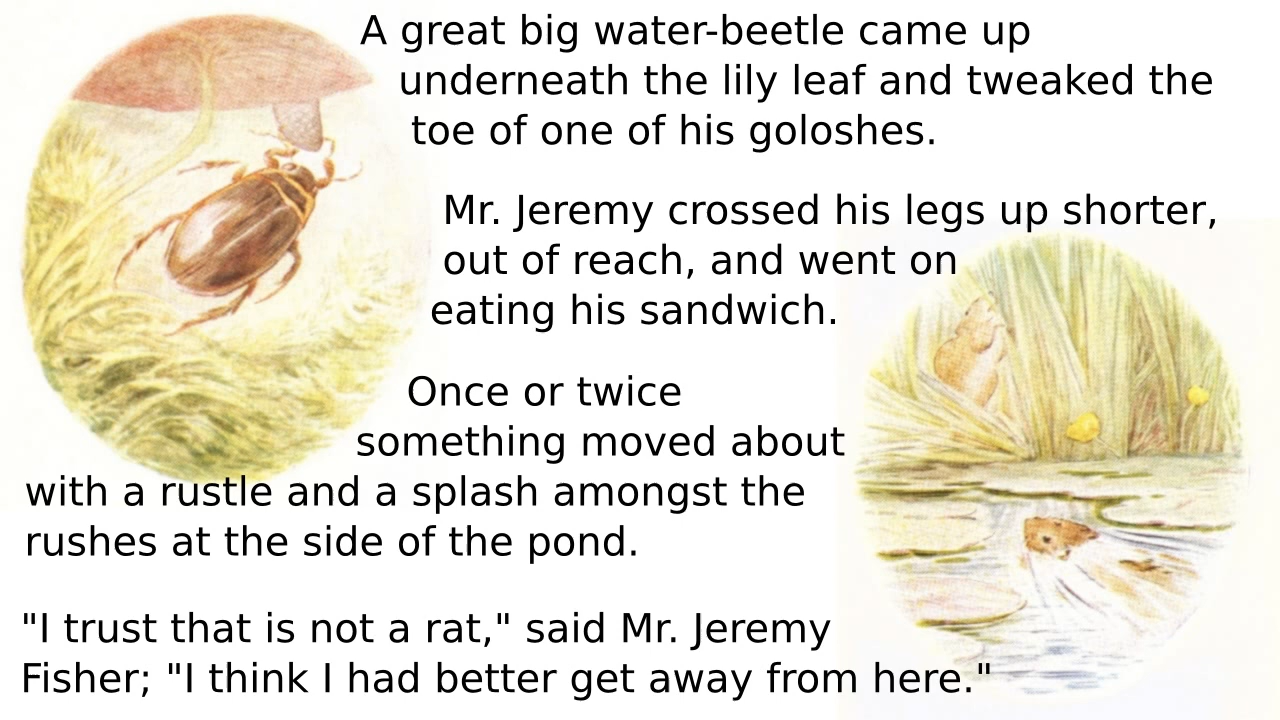 A great big water-beetle came up
underneath the lily leaf and tweaked the
toe of one of his goloshes.
Mr. Jeremy crossed his legs up shorter,
out of reach, and went on
eating his sandwich.
Once or twice
something moved about
with a rustle and a splash amongst the
rushes at the side of the pond.
"I trust that is not a rat," said Mr. Jeremy
Fisher; "I think I had better get away from here."